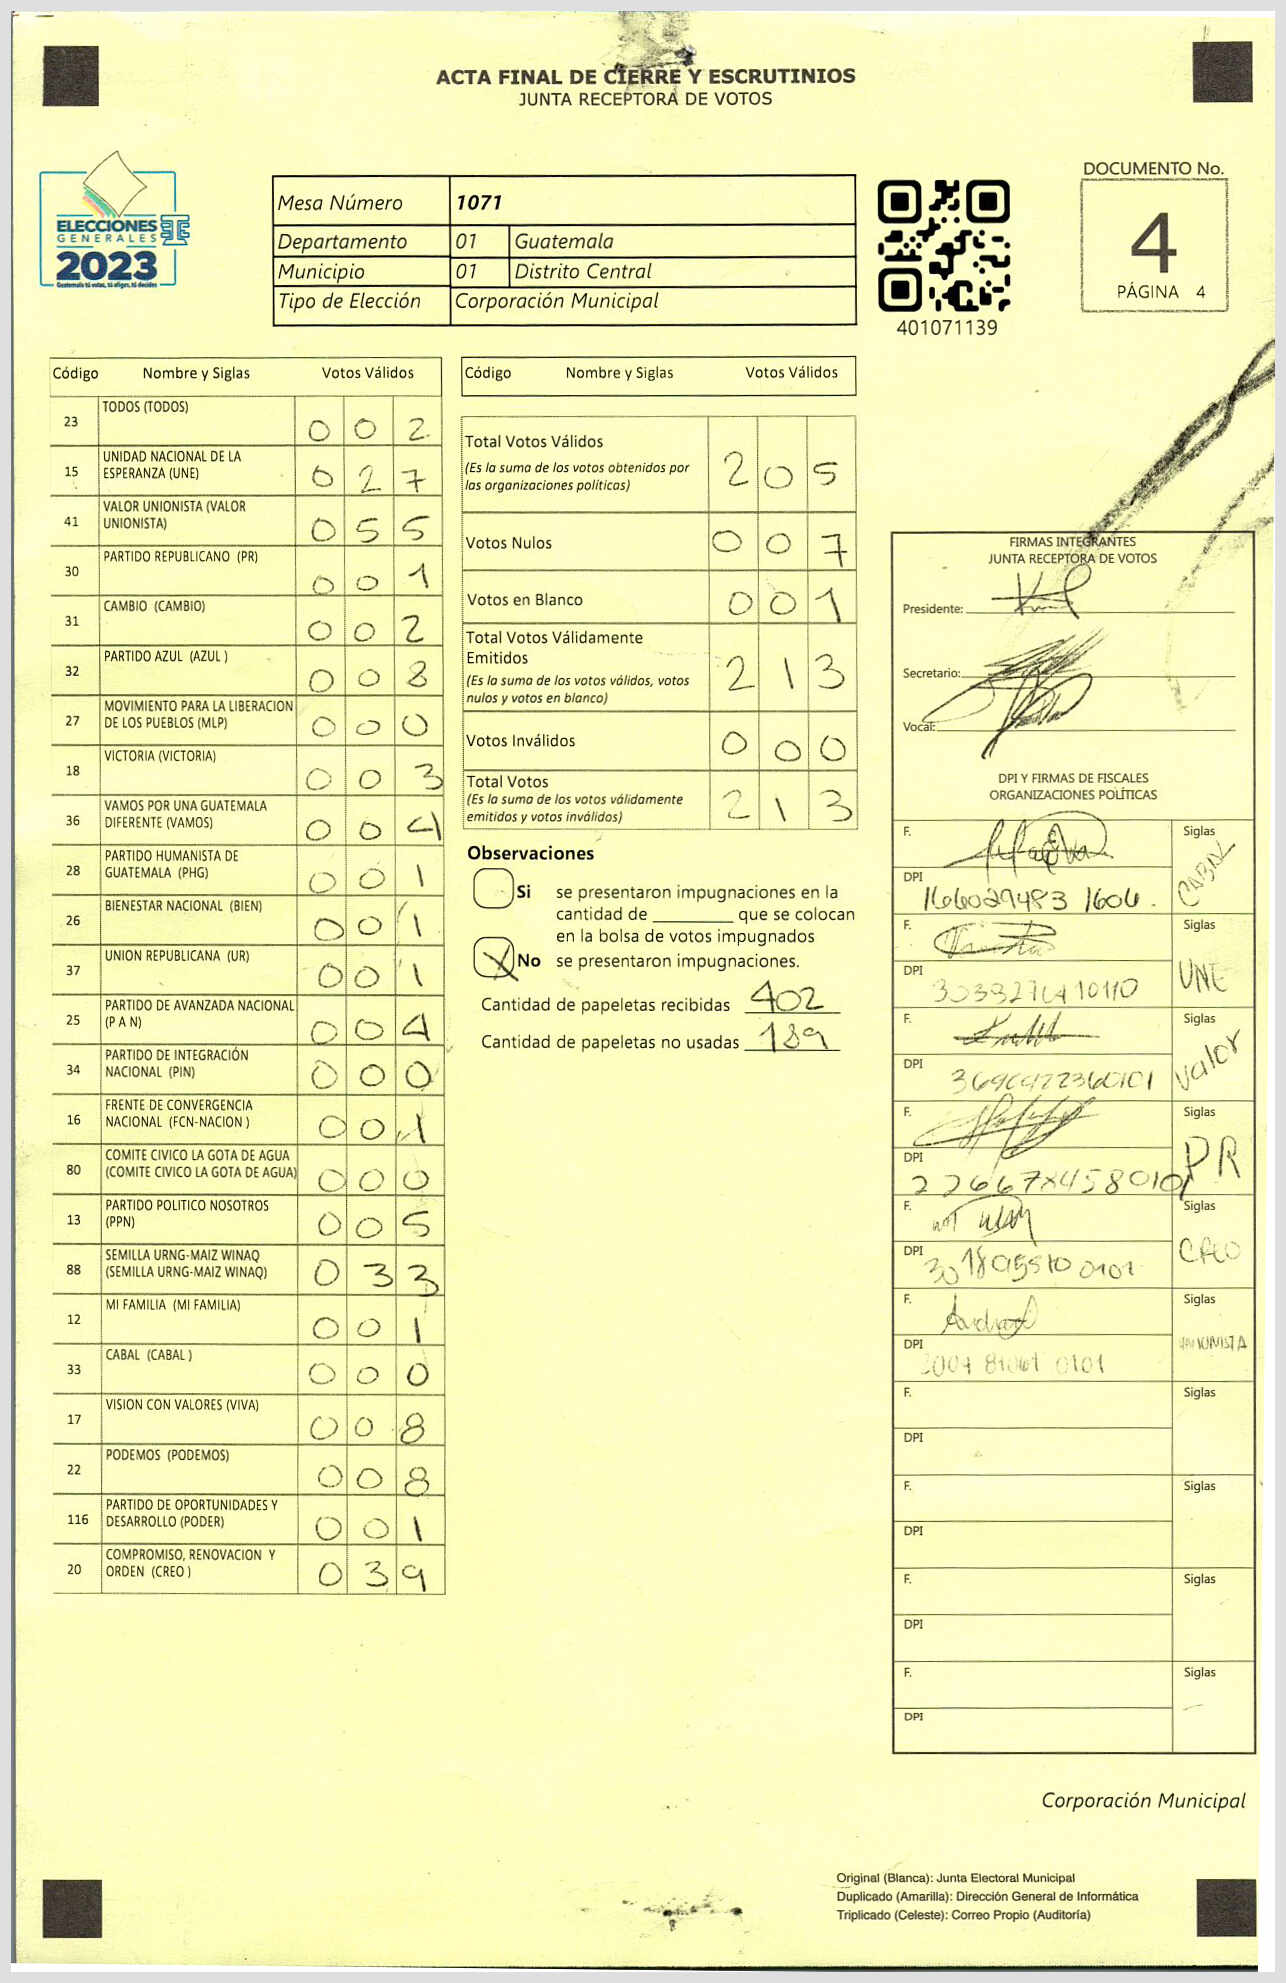 ACTA FINAL DE CIERRE Y ESCRUTINIOS
JUNTA RECEPTORA DE VOTOS
ELECCIONES
GENERALES
2023
Guatemala tú votas, tú eliges, tú decides
Mesa Número 1071
Departamento 01 Guatemala
Municipio 01 Distrito Central
Tipo de Elección Corporación Municipal
401071139
DOCUMENTO No.
4
PÁGINA 4
Código Nombre y Siglas Votos Válidos
23 TODOS (TODOS) 0 0 2
15 UNIDAD NACIONAL DE LA ESPERANZA (UNE) 0 2 7
41 VALOR UNIONISTA (VALOR UNIONISTA) 0 5 5
30 PARTIDO REPUBLICANO (PR) 0 0 1
31 CAMBIO (CAMBIO) 0 0 2
32 PARTIDO AZUL (AZUL ) 0 0 8
27 MOVIMIENTO PARA LA LIBERACION DE LOS PUEBLOS (MLP) 0 0 0
18 VICTORIA (VICTORIA) 0 0 3
36 VAMOS POR UNA GUATEMALA DIFERENTE (VAMOS) 0 0 4
28 PARTIDO HUMANISTA DE GUATEMALA (PHG) 0 0 1
26 BIENESTAR NACIONAL (BIEN) 0 0 1
37 UNION REPUBLICANA (UR) 0 0 1
25 PARTIDO DE AVANZADA NACIONAL (P A N) 0 0 4
34 PARTIDO DE INTEGRACIÓN NACIONAL (PIN) 0 0 0
16 FRENTE DE CONVERGENCIA NACIONAL (FCN-NACION ) 0 0 1
80 COMITE CIVICO LA GOTA DE AGUA (COMITE CIVICO LA GOTA DE AGUA) 0 0 0
13 PARTIDO POLITICO NOSOTROS (PPN) 0 0 5
88 SEMILLA URNG-MAIZ WINAQ (SEMILLA URNG-MAIZ WINAQ) 0 3 3
12 MI FAMILIA (MI FAMILIA) 0 0 1
33 CABAL (CABAL ) 0 0 0
17 VISION CON VALORES (VIVA) 0 0 8
22 PODEMOS (PODEMOS) 0 0 8
116 PARTIDO DE OPORTUNIDADES Y DESARROLLO (PODER) 0 0 1
20 COMPROMISO, RENOVACION Y ORDEN (CREO ) 0 3 9
Código Nombre y Siglas Votos Válidos
Total Votos Válidos 2 0 5
(Es la suma de los votos obtenidos por
las organizaciones políticas)
Votos Nulos 0 0 7
Votos en Blanco 0 0 1
Total Votos Válidamente
Emitidos 2 1 3
(Es la suma de los votos válidos, votos
nulos y votos en blanco)
Votos Inválidos 0 0 0
Total Votos 2 1 3
(Es la suma de los votos válidamente
emitidos y votos inválidos)
Observaciones
Si se presentaron impugnaciones en la
cantidad de ________ que se colocan
en la bolsa de votos impugnados
X No se presentaron impugnaciones.
Cantidad de papeletas recibidas 402
Cantidad de papeletas no usadas 189
FIRMAS INTEGRANTES
JUNTA RECEPTORA DE VOTOS
Presidente:
Secretario:
Vocal:
DPI Y FIRMAS DE FISCALES
ORGANIZACIONES POLÍTICAS
F. Siglas
DPI 166029483 1604 CABAL
F. Siglas
DPI UNE
F. Siglas
DPI Valor
F. Siglas
DPI PR
F. Siglas
DPI CREO
F. Siglas
DPI UNIONISTA
F. Siglas
DPI
F. Siglas
DPI
F. Siglas
DPI
F. Siglas
DPI
Corporación Municipal
Original (Blanca): Junta Electoral Municipal
Duplicado (Amarilla): Dirección General de Informática
Triplicado (Celeste): Correo Propio (Auditoría)